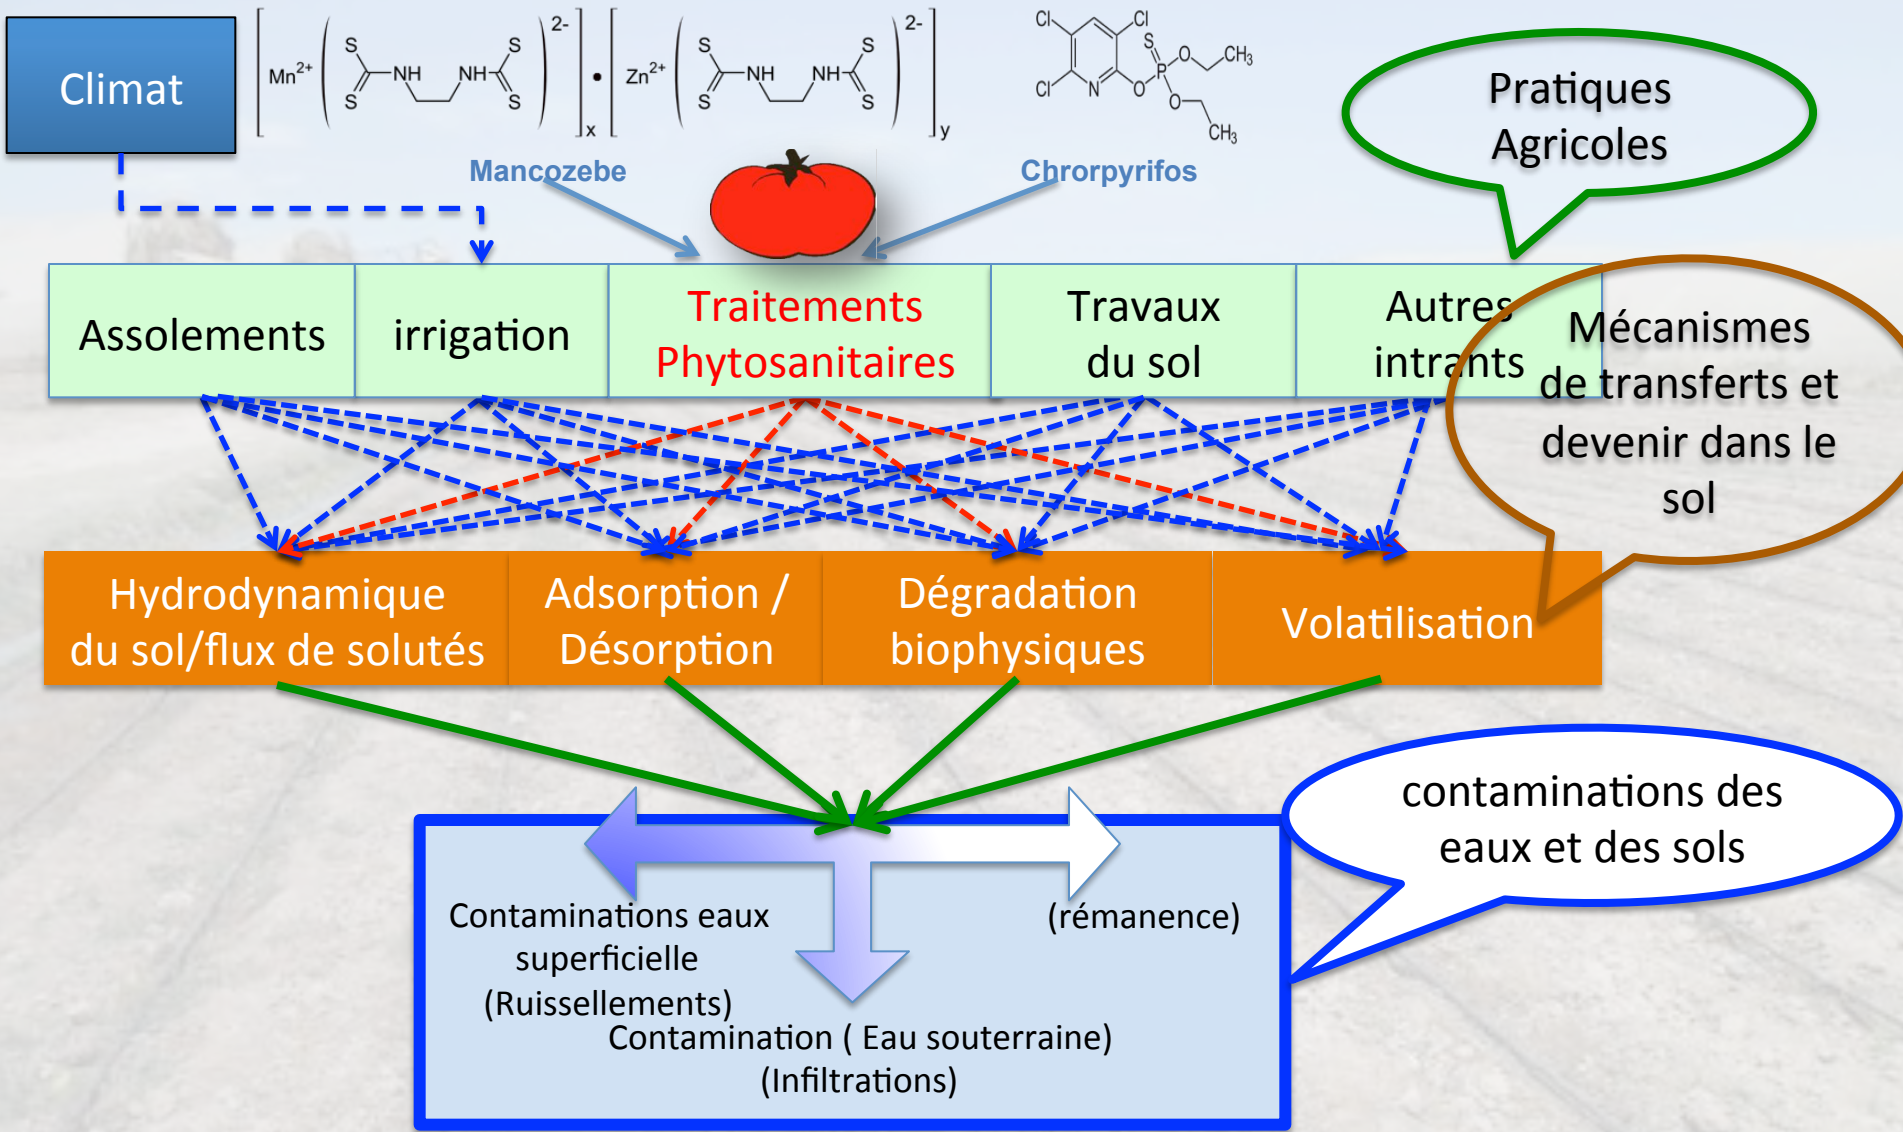 Climat
Mn2+
S
S
NH
NH
S
S
2-
x
Zn2+
S
S
NH
NH
S
S
2-
y
Cl
Cl
Cl
N
O
S
P
O
CH3
O
CH3
Mancozebe
Chrorpyrifos
Pratiques
Agricoles
Assolements
irrigation
Traitements
Phytosanitaires
Travaux
du sol
Autres
intrants
Mécanismes
de transferts et
devenir dans le
sol
Hydrodynamique
du sol/flux de solutés
Adsorption /
Désorption
Dégradation
biophysiques
Volatilisation
contaminations des
eaux et des sols
Contaminations eaux
superficielle
(Ruissellements)
(rémanence)
Contamination ( Eau souterraine)
(Infiltrations)